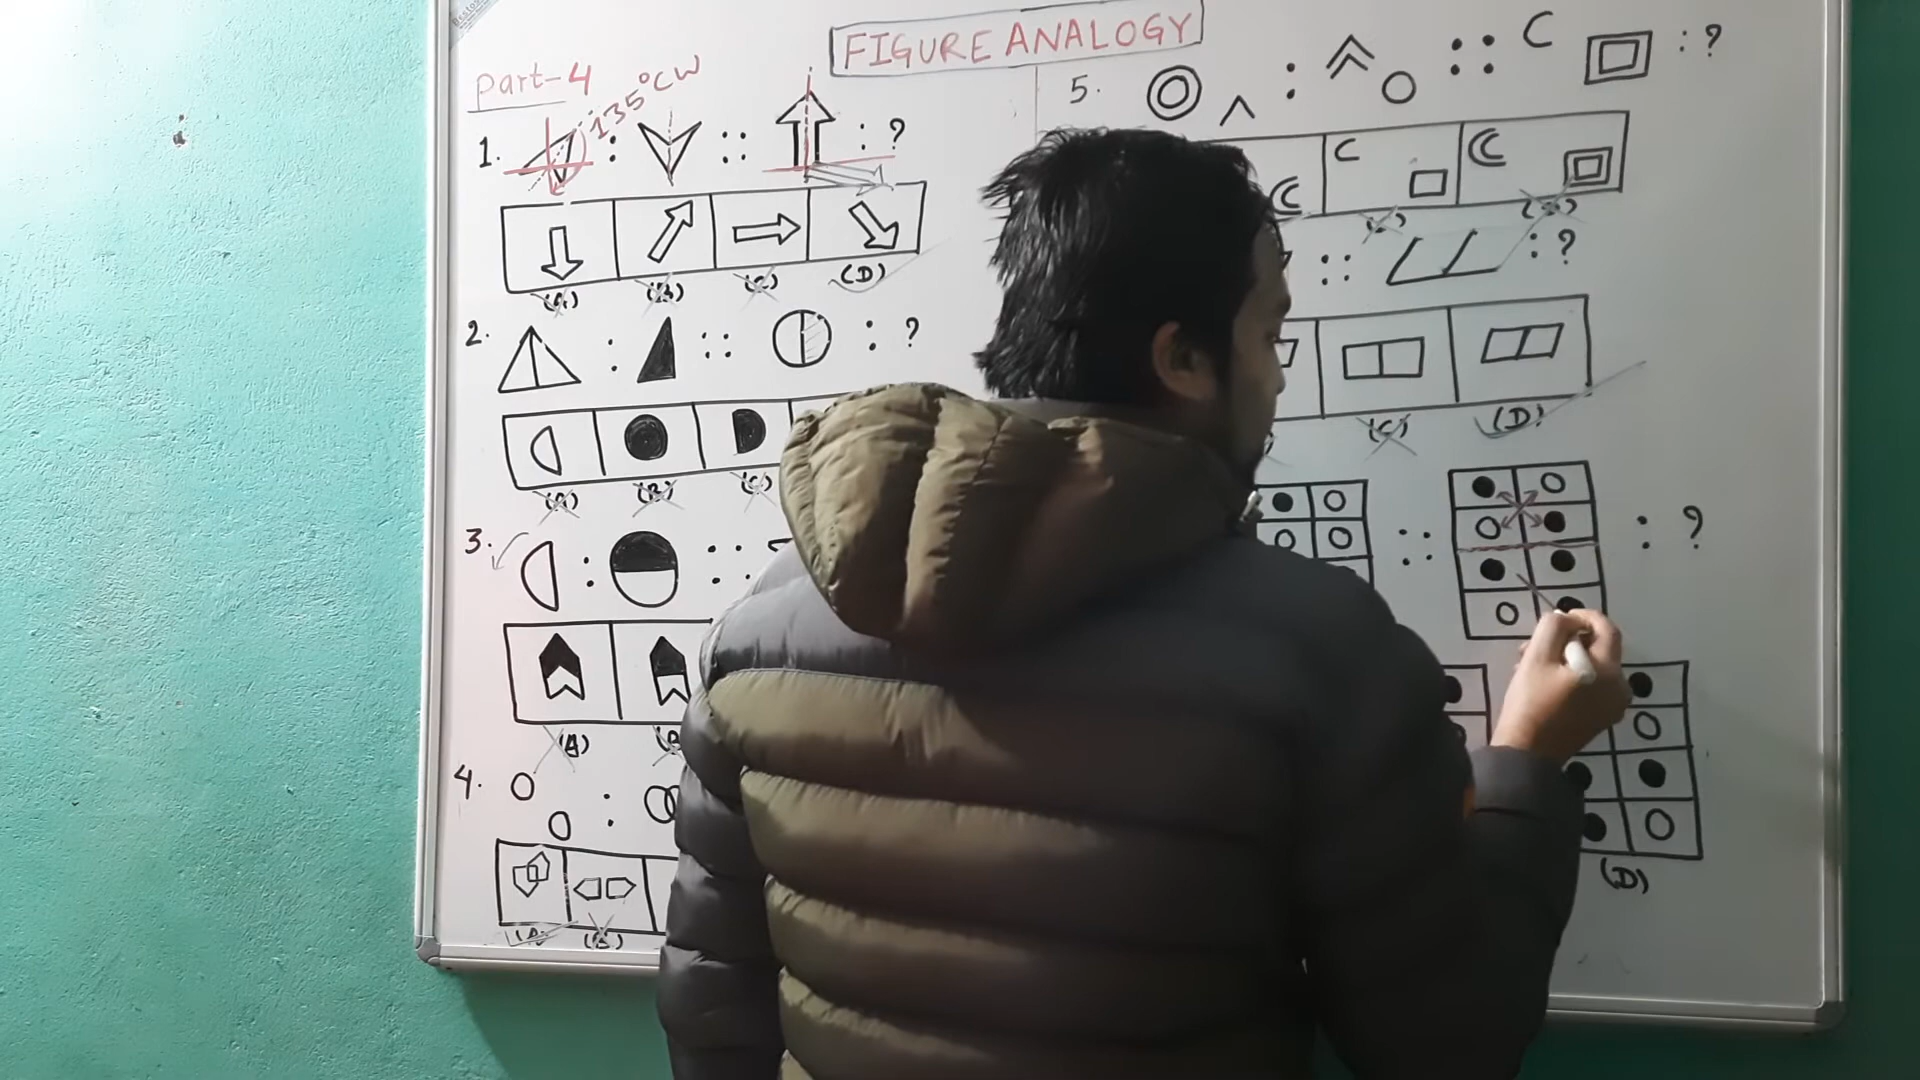 FIGURE ANALOGY
Part-4
135° CW
1. : :: : ?
(A) (B) (C) (D)
2. : :: : ?
(A) (B) (C)
3. : ::
(A)
4. :
(A) (B)
5. : :: C : ?
:: : ?
(C) (D)
:: : ?
(D)